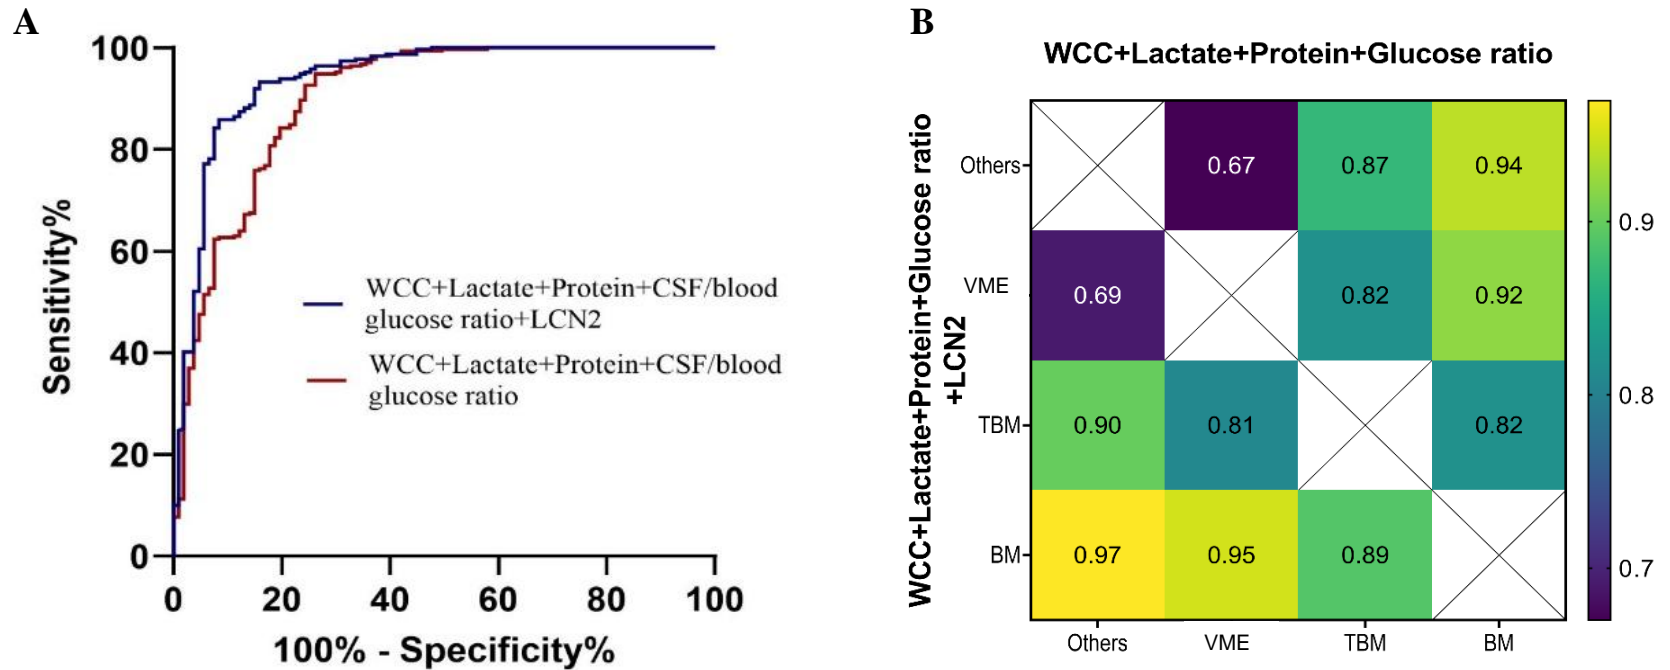 A
100
80
60
40
20
0
Sensitivity%
0 20 40 60 80 100
100% - Specificity%
WCC+Lactate+Protein+CSF/blood
glucose ratio+LCN2
WCC+Lactate+Protein+CSF/blood
glucose ratio
B
WCC+Lactate+Protein+Glucose ratio
WCC+Lactate+Protein+Glucose ratio
+LCN2
Others 0.67 0.87 0.94
VME 0.69 0.82 0.92
TBM 0.90 0.81 0.82
BM 0.97 0.95 0.89
Others VME TBM BM
0.9
0.8
0.7